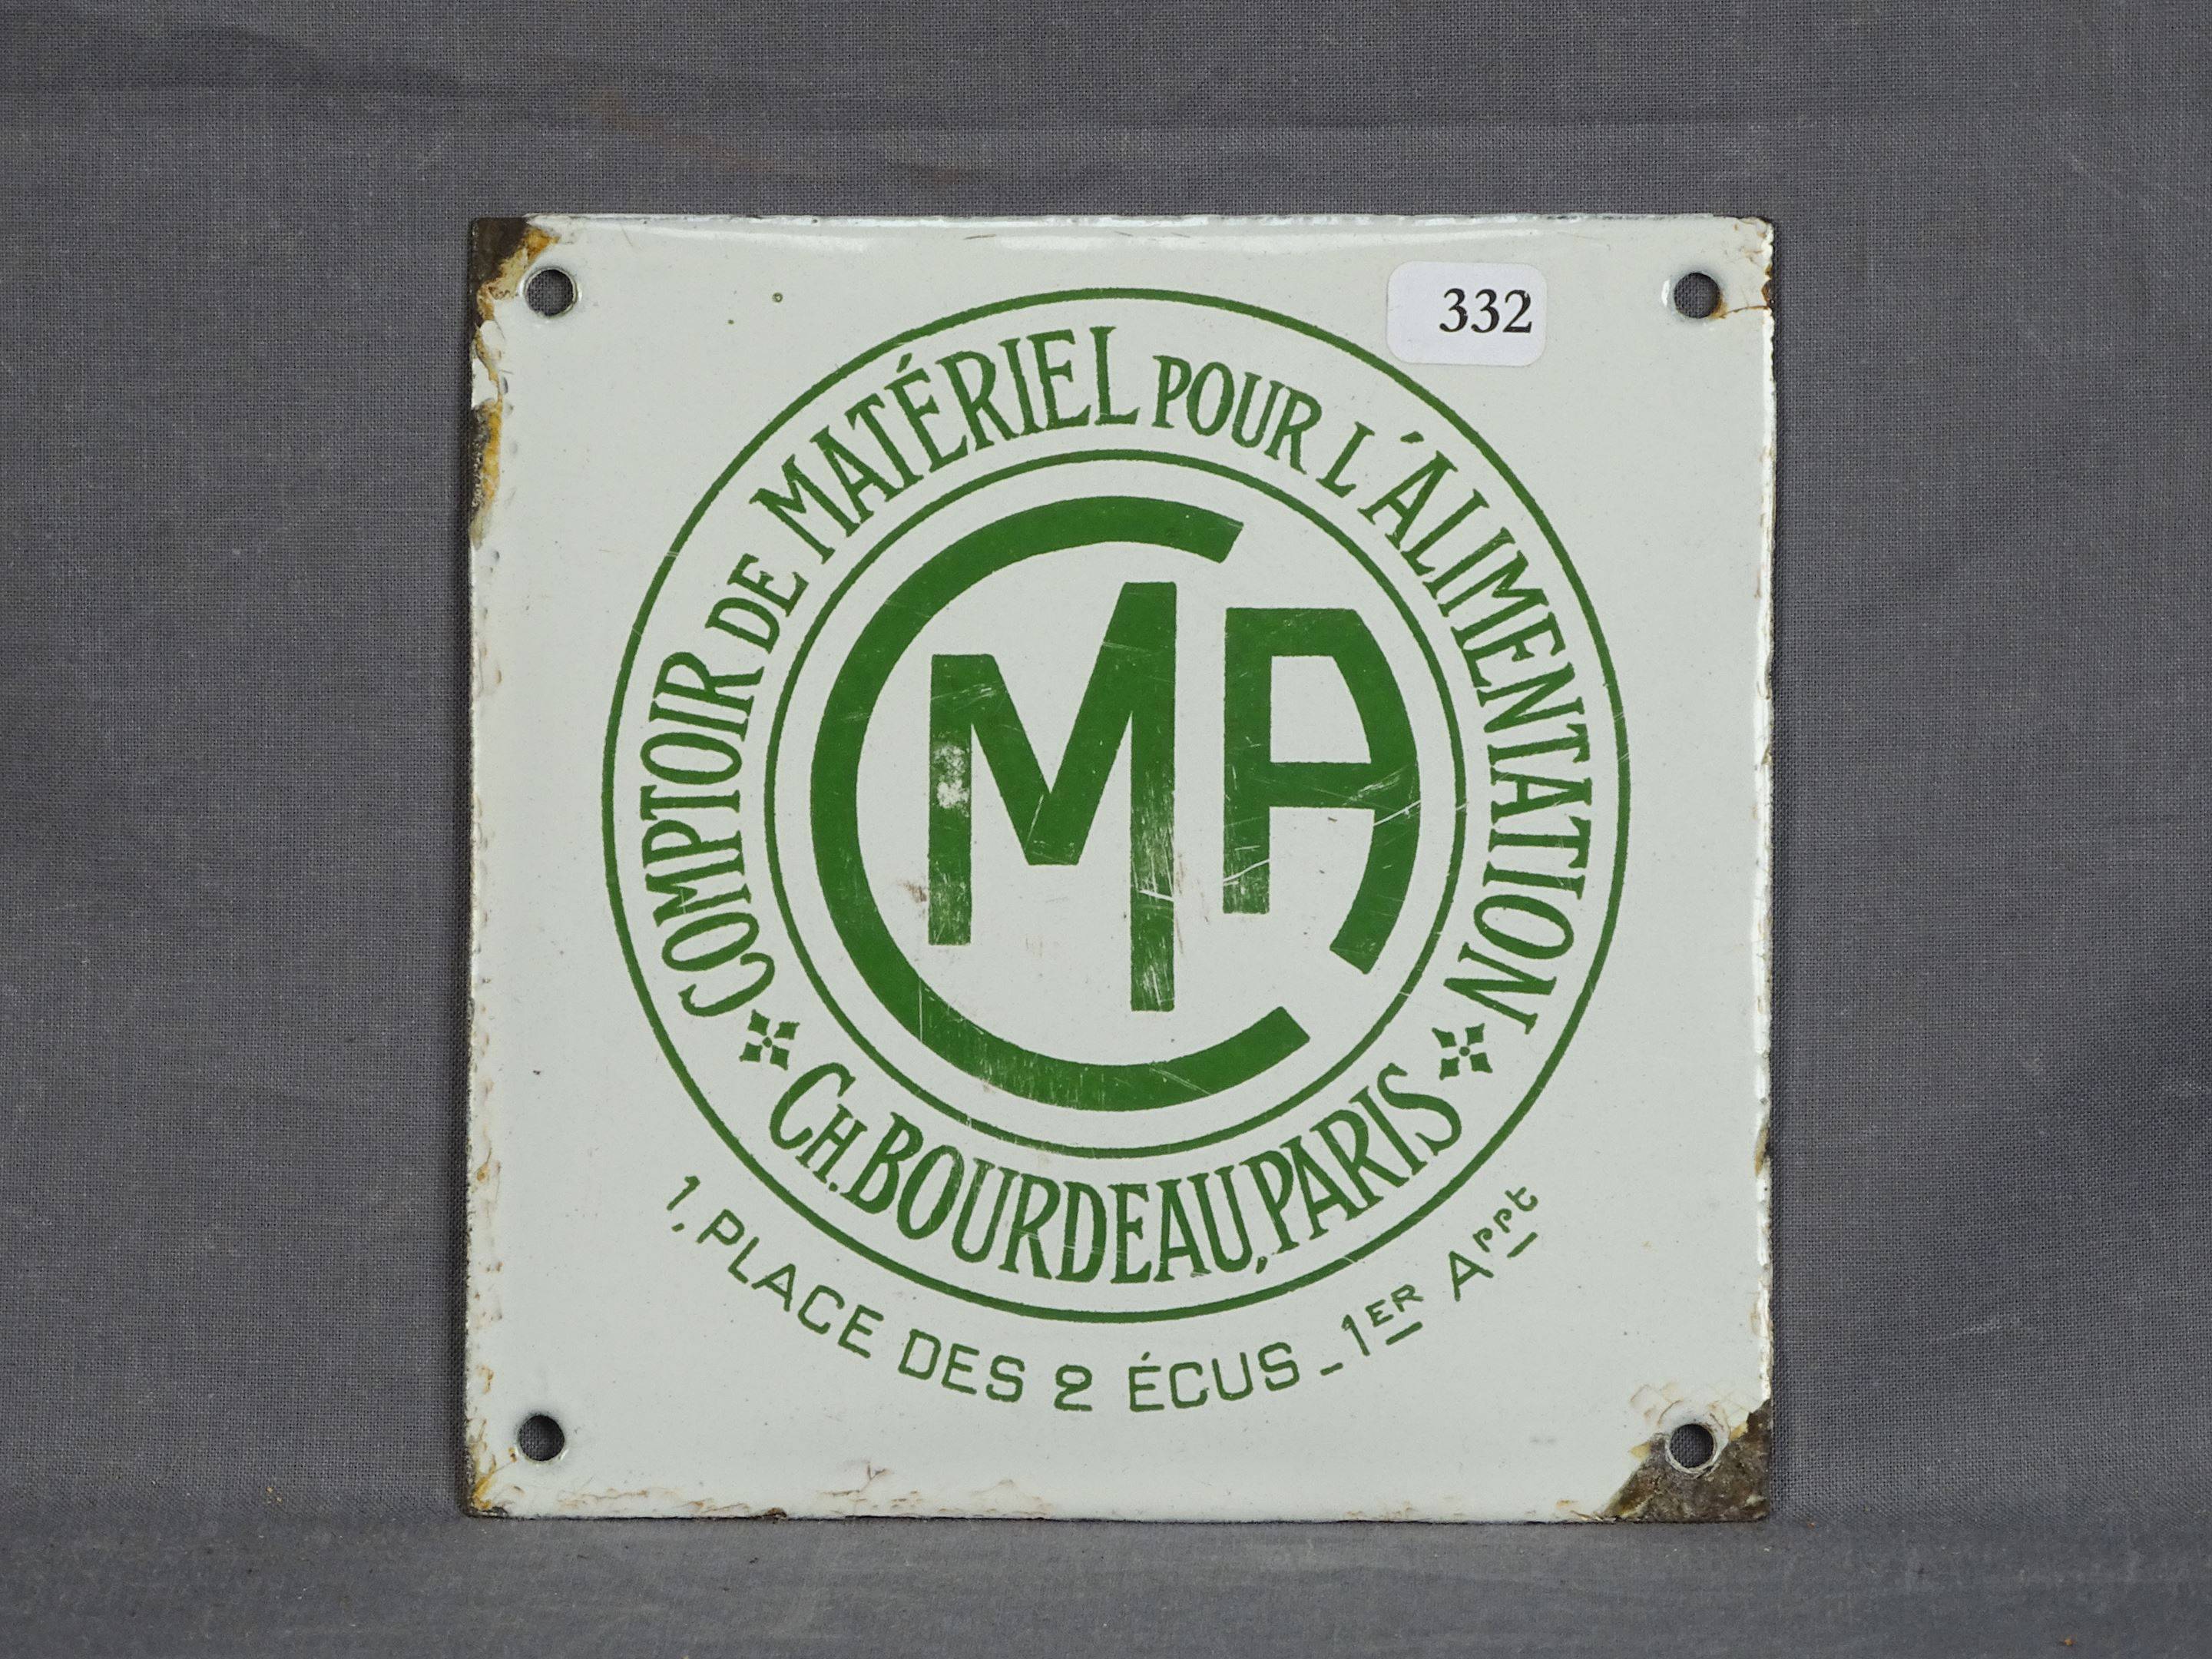 332
COMPTOIR DE MATÉRIEL POUR L'ALIMENTATION
CMA
CH. BOURDEAU, PARIS
1, PLACE DES 2 ÉCUS _ 1ER APPT